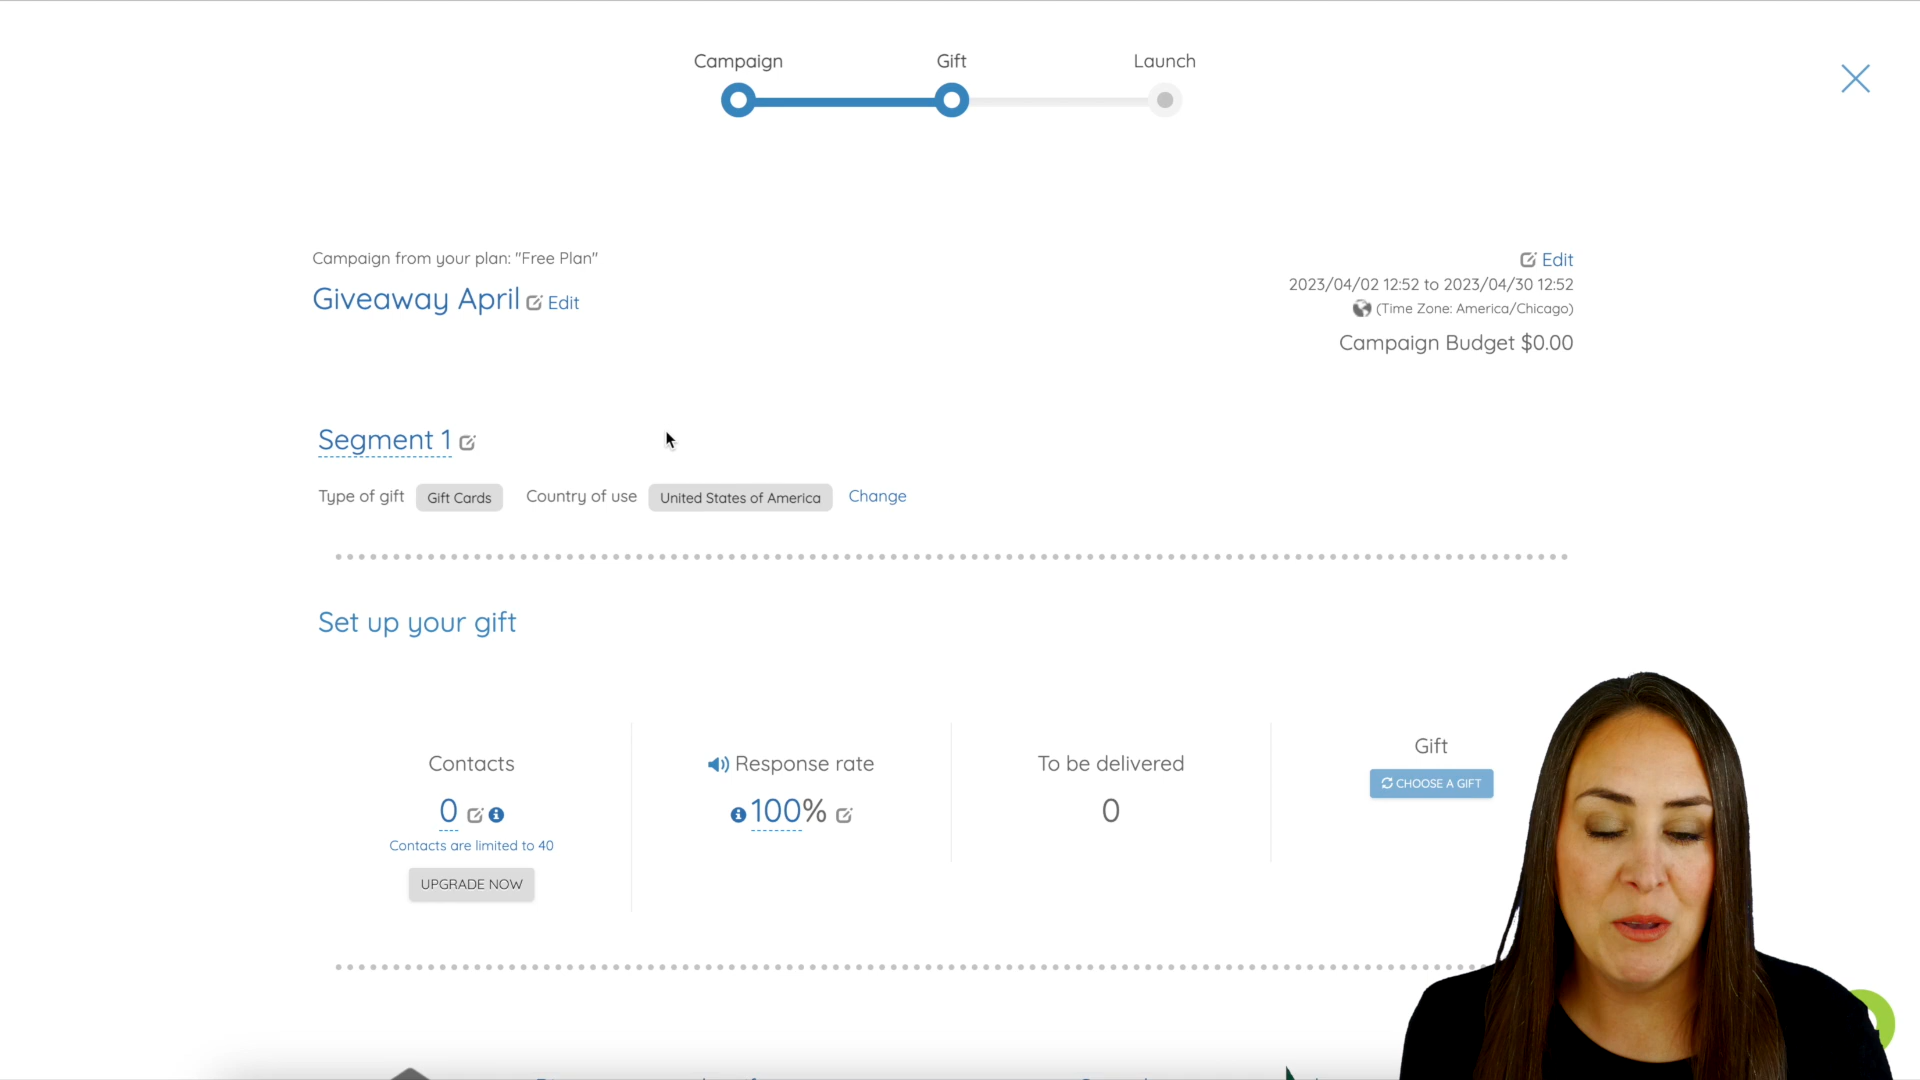 Campaign
Gift
Launch
Campaign from your plan: "Free Plan"
Giveaway April Edit
Edit
2023/04/02 12:52 to 2023/04/30 12:52
(Time Zone: America/Chicago)
Campaign Budget $0.00
Segment 1
Type of gift Gift Cards Country of use United States of America Change
Set up your gift
Contacts
0
Contacts are limited to 40
UPGRADE NOW
Response rate
100%
To be delivered
0
Gift
CHOOSE A GIFT